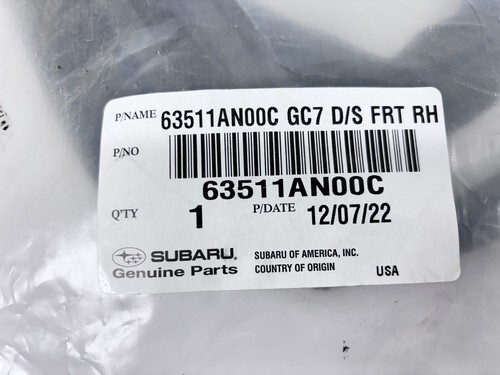 P/NAME 63511AN00C GC7 D/S FRT RH
P/NO
63511AN00C
Q'TY 1 P/DATE 12/07/22
SUBARU® SUBARU OF AMERICA, INC.
Genuine Parts COUNTRY OF ORIGIN USA